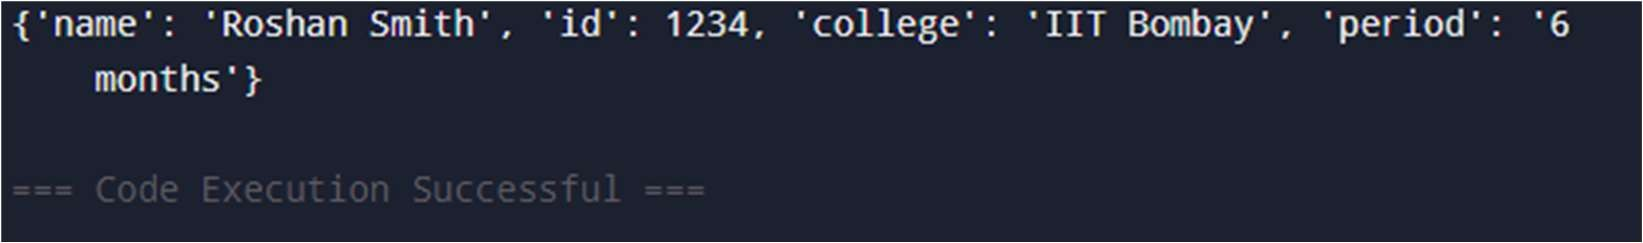 {'name': 'Roshan Smith', 'id': 1234, 'college': 'IIT Bombay', 'period': '6
months'}
=== Code Execution Successful ===